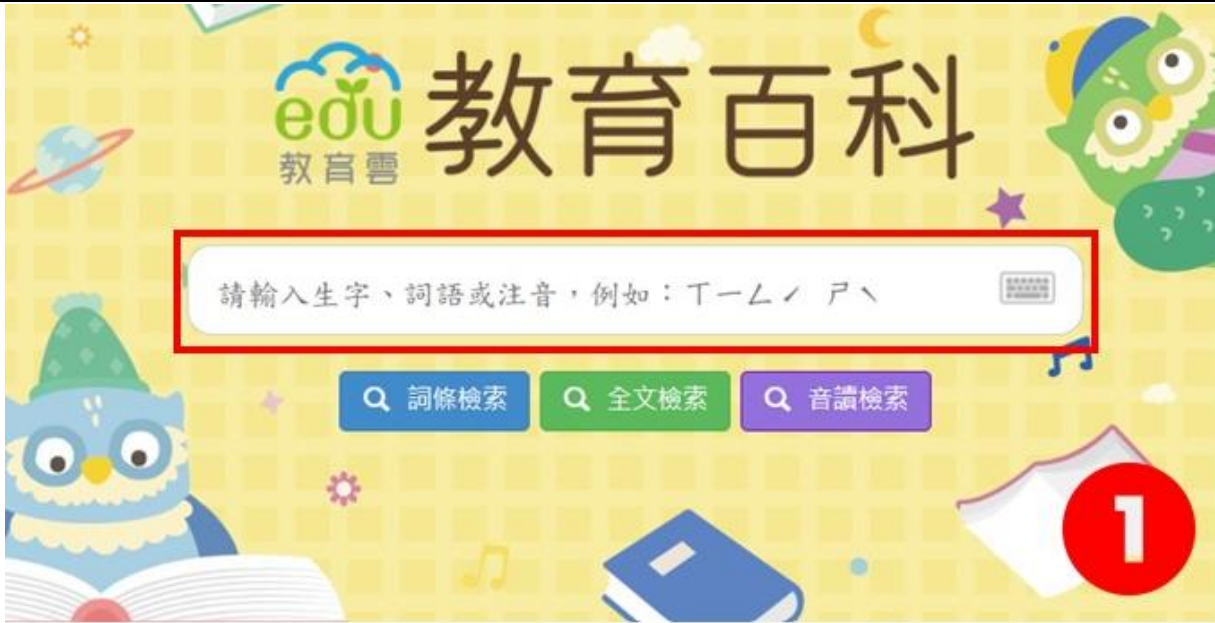 edu
教育雲
教育百科
請輸入生字、詞語或注音，例如：ㄒㄧㄥˊ ㄕˋ
詞條檢索
全文檢索
音讀檢索
1